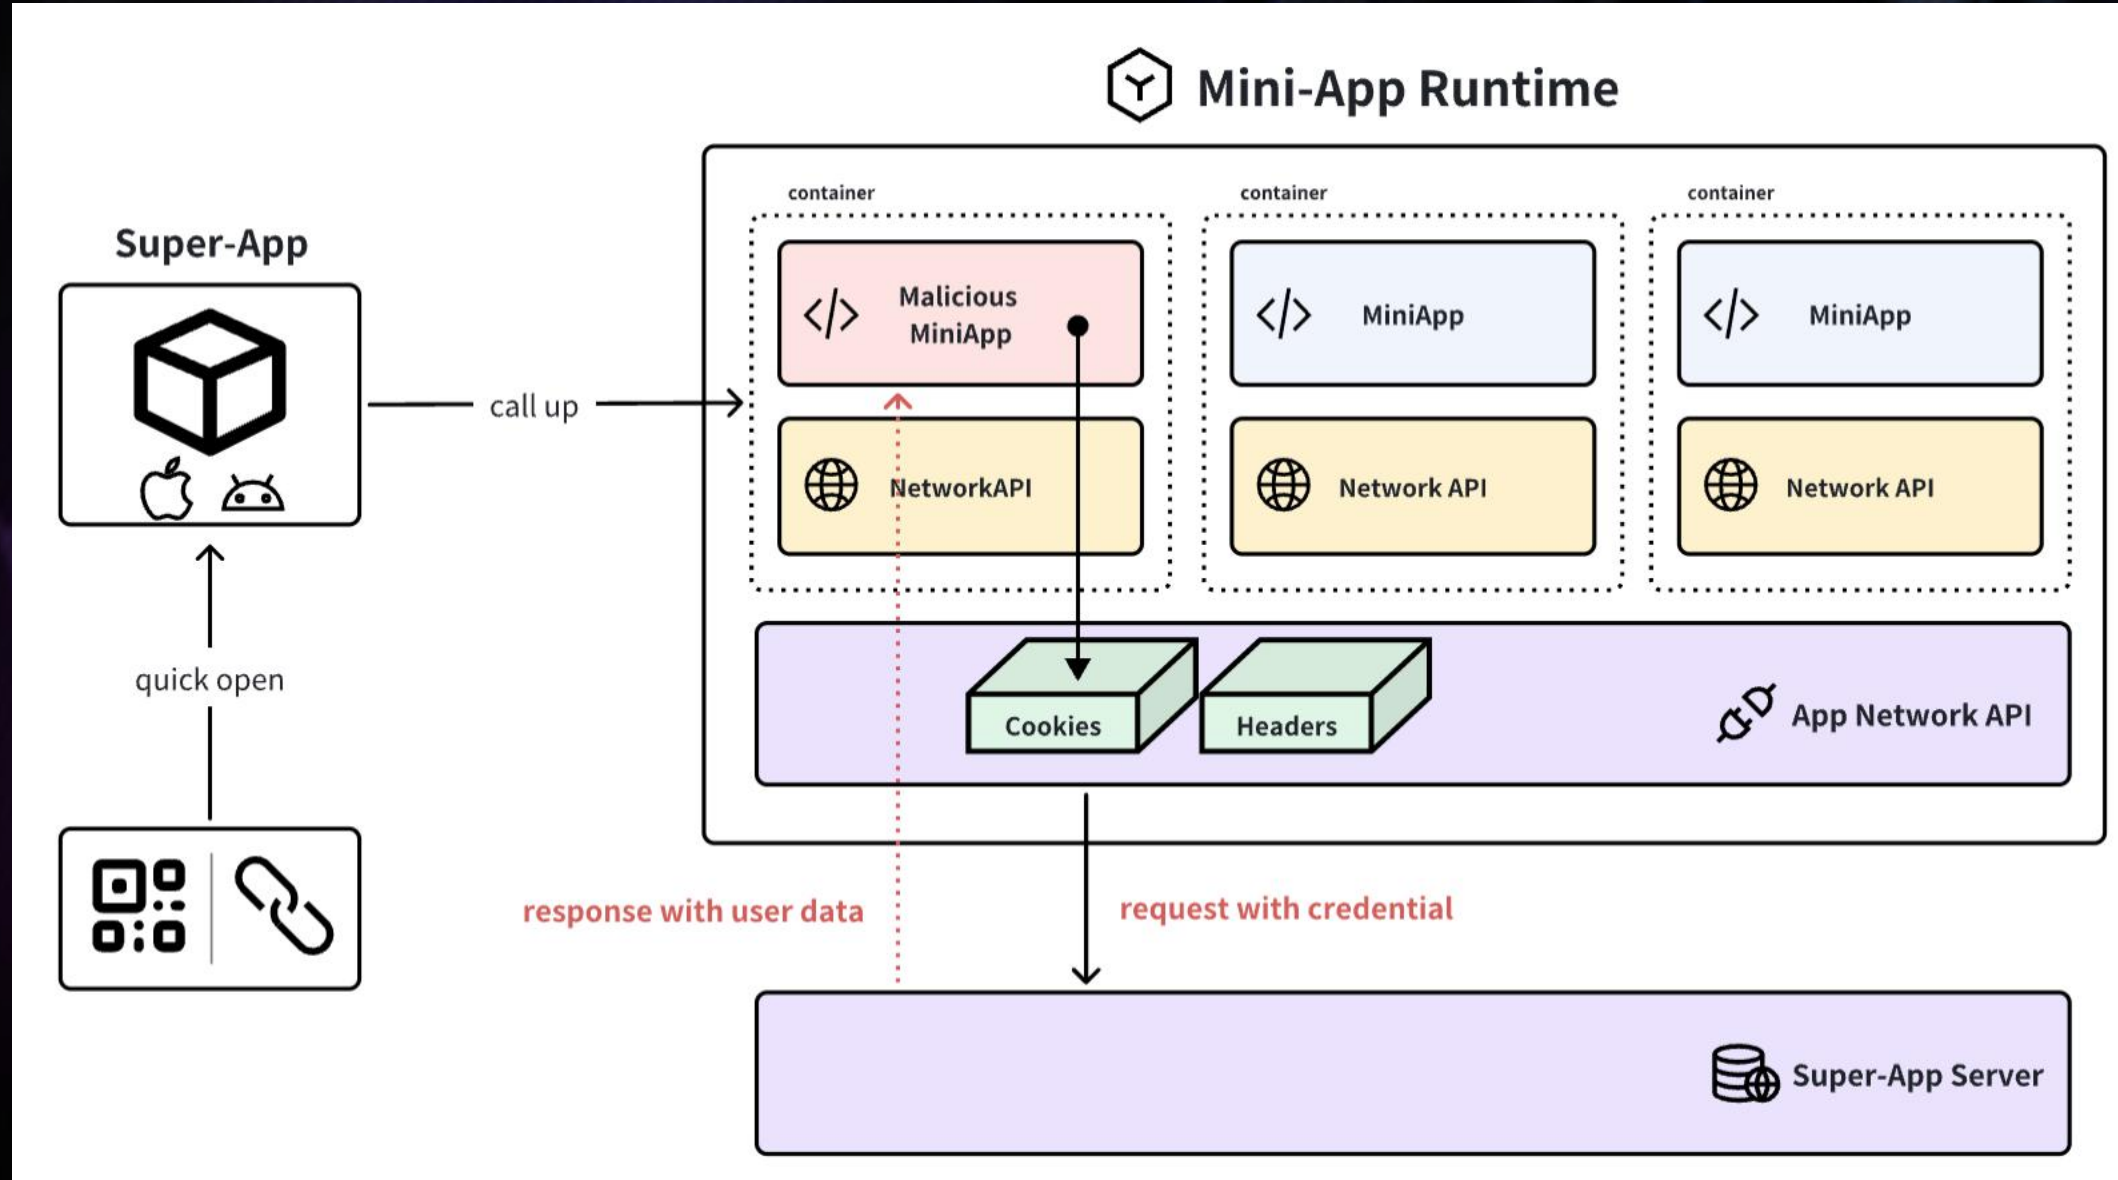 Mini-App Runtime
Super-App
call up
quick open
container
container
container
Malicious
MiniApp
MiniApp
MiniApp
NetworkAPI
Network API
Network API
Cookies
Headers
App Network API
response with user data
request with credential
Super-App Server